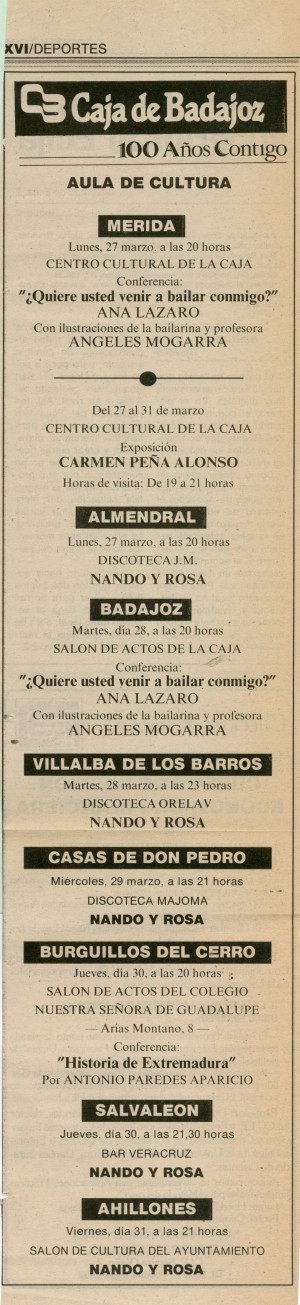 XVI/DEPORTES
CB Caja de Badajoz
100 Años Contigo
AULA DE CULTURA
MERIDA
Lunes, 27 marzo, a las 20 horas
CENTRO CULTURAL DE LA CAJA
Conferencia:
"¿Quiere usted venir a bailar conmigo?"
ANA LAZARO
Con ilustraciones de la bailarina y profesora
ANGELES MOGARRA
Del 27 al 31 de marzo
CENTRO CULTURAL DE LA CAJA
Exposición
CARMEN PEÑA ALONSO
Horas de visita: De 19 a 21 horas
ALMENDRAL
Lunes, 27 marzo, a las 20 horas
DISCOTECA J.M.
NANDO Y ROSA
BADAJOZ
Martes, dia 28, a las 20 horas
SALON DE ACTOS DE LA CAJA
Conferencia:
"¿Quiere usted venir a bailar conmigo?"
ANA LAZARO
Con ilustraciones de la bailarina y profesora
ANGELES MOGARRA
VILLALBA DE LOS BARROS
Martes, 28 marzo, a las 23 horas
DISCOTECA ORELAV
NANDO Y ROSA
CASAS DE DON PEDRO
Miércoles, 29 marzo, a las 21 horas
DISCOTECA MAJOMA
NANDO Y ROSA
BURGUILLOS DEL CERRO
Jueves, dia 30, a las 20 horas
SALON DE ACTOS DEL COLEGIO
NUESTRA SEÑORA DE GUADALUPE
— Arias Montano, 8 —
Conferencia:
"Historia de Extremadura"
Por ANTONIO PAREDES APARICIO
SALVALEON
Jueves, día 30, a las 21,30 horas
BAR VERACRUZ
NANDO Y ROSA
AHILLONES
Viernes, día 31, a las 21 horas
SALON DE CULTURA DEL AYUNTAMIENTO
NANDO Y ROSA